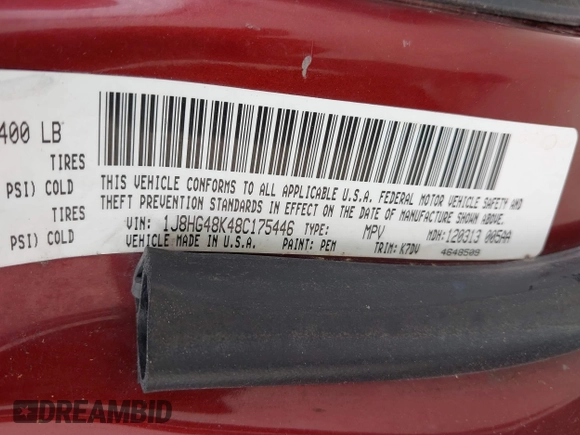 400 LB
TIRES
PSI) COLD
TIRES
PSI) COLD
THIS VEHICLE CONFORMS TO ALL APPLICABLE U.S.A. FEDERAL MOTOR VEHICLE SAFETY AND
THEFT PREVENTION STANDARDS IN EFFECT ON THE DATE OF MANUFACTURE SHOWN ABOVE.
VIN: 1J8HG48K48C175446 TYPE: MPV MDH: 120313 005AA
VEHICLE MADE IN U.S.A. PAINT: PEM TRIM: K7DV 4648509
DREAMBID